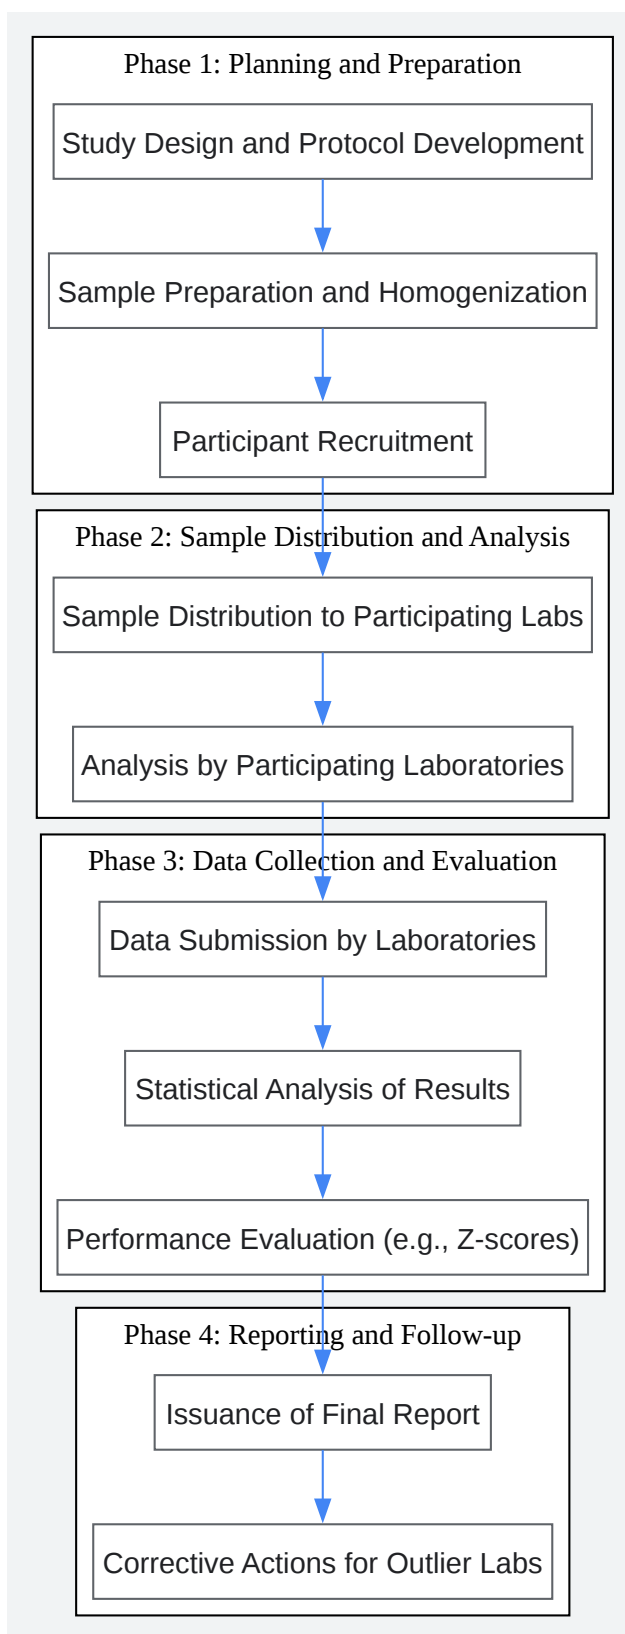 Phase 1: Planning and Preparation
Study Design and Protocol Development
Sample Preparation and Homogenization
Participant Recruitment
Phase 2: Sample Distribution and Analysis
Sample Distribution to Participating Labs
Analysis by Participating Laboratories
Phase 3: Data Collection and Evaluation
Data Submission by Laboratories
Statistical Analysis of Results
Performance Evaluation (e.g., Z-scores)
Phase 4: Reporting and Follow-up
Issuance of Final Report
Corrective Actions for Outlier Labs